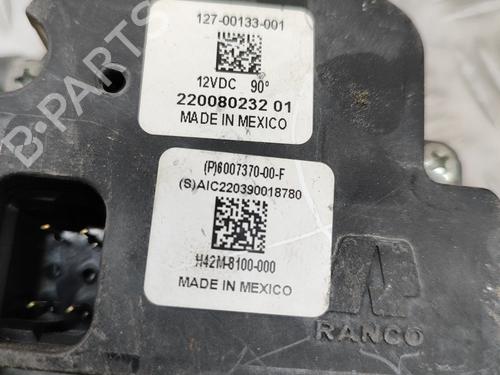 127-00133-001
12VDC 90°
220080232 01
MADE IN MEXICO
(P)6007370-00-F
(S)AIC220390018780
H42M-8100-000
MADE IN MEXICO
RANCO
B-PARTS